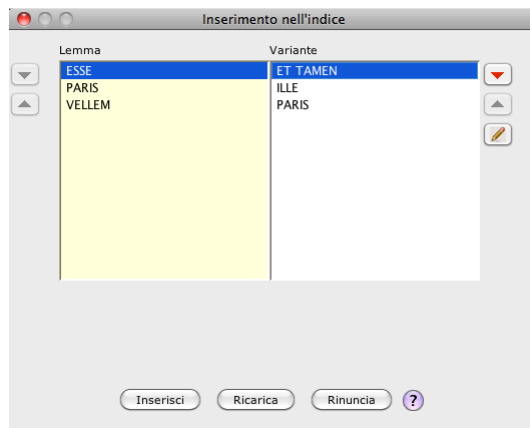 Inserimento nell'indice
Lemma Variante
ESSE ET TAMEN
PARIS ILLE
VELLEM PARIS
Inserisci Ricarica Rinuncia ?